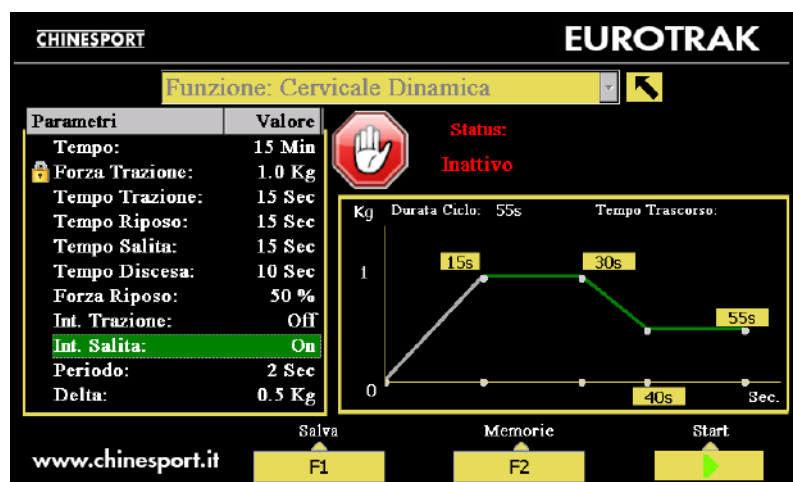 CHINESPORT
EUROTRAK
Funzione: Cervicale Dinamica
Parametri Valore
Tempo: 15 Min
Forza Trazione: 1.0 Kg
Tempo Trazione: 15 Sec
Tempo Riposo: 15 Sec
Tempo Salita: 15 Sec
Tempo Discesa: 10 Sec
Forza Riposo: 50 %
Int. Trazione: Off
Int. Salita: On
Periodo: 2 Sec
Delta: 0.5 Kg
Status:
Inattivo
Kg Durata Ciclo: 55s Tempo Trascorso:
15s 30s
1
55s
0 40s Sec.
Salva Memorie Start
www.chinesport.it F1 F2